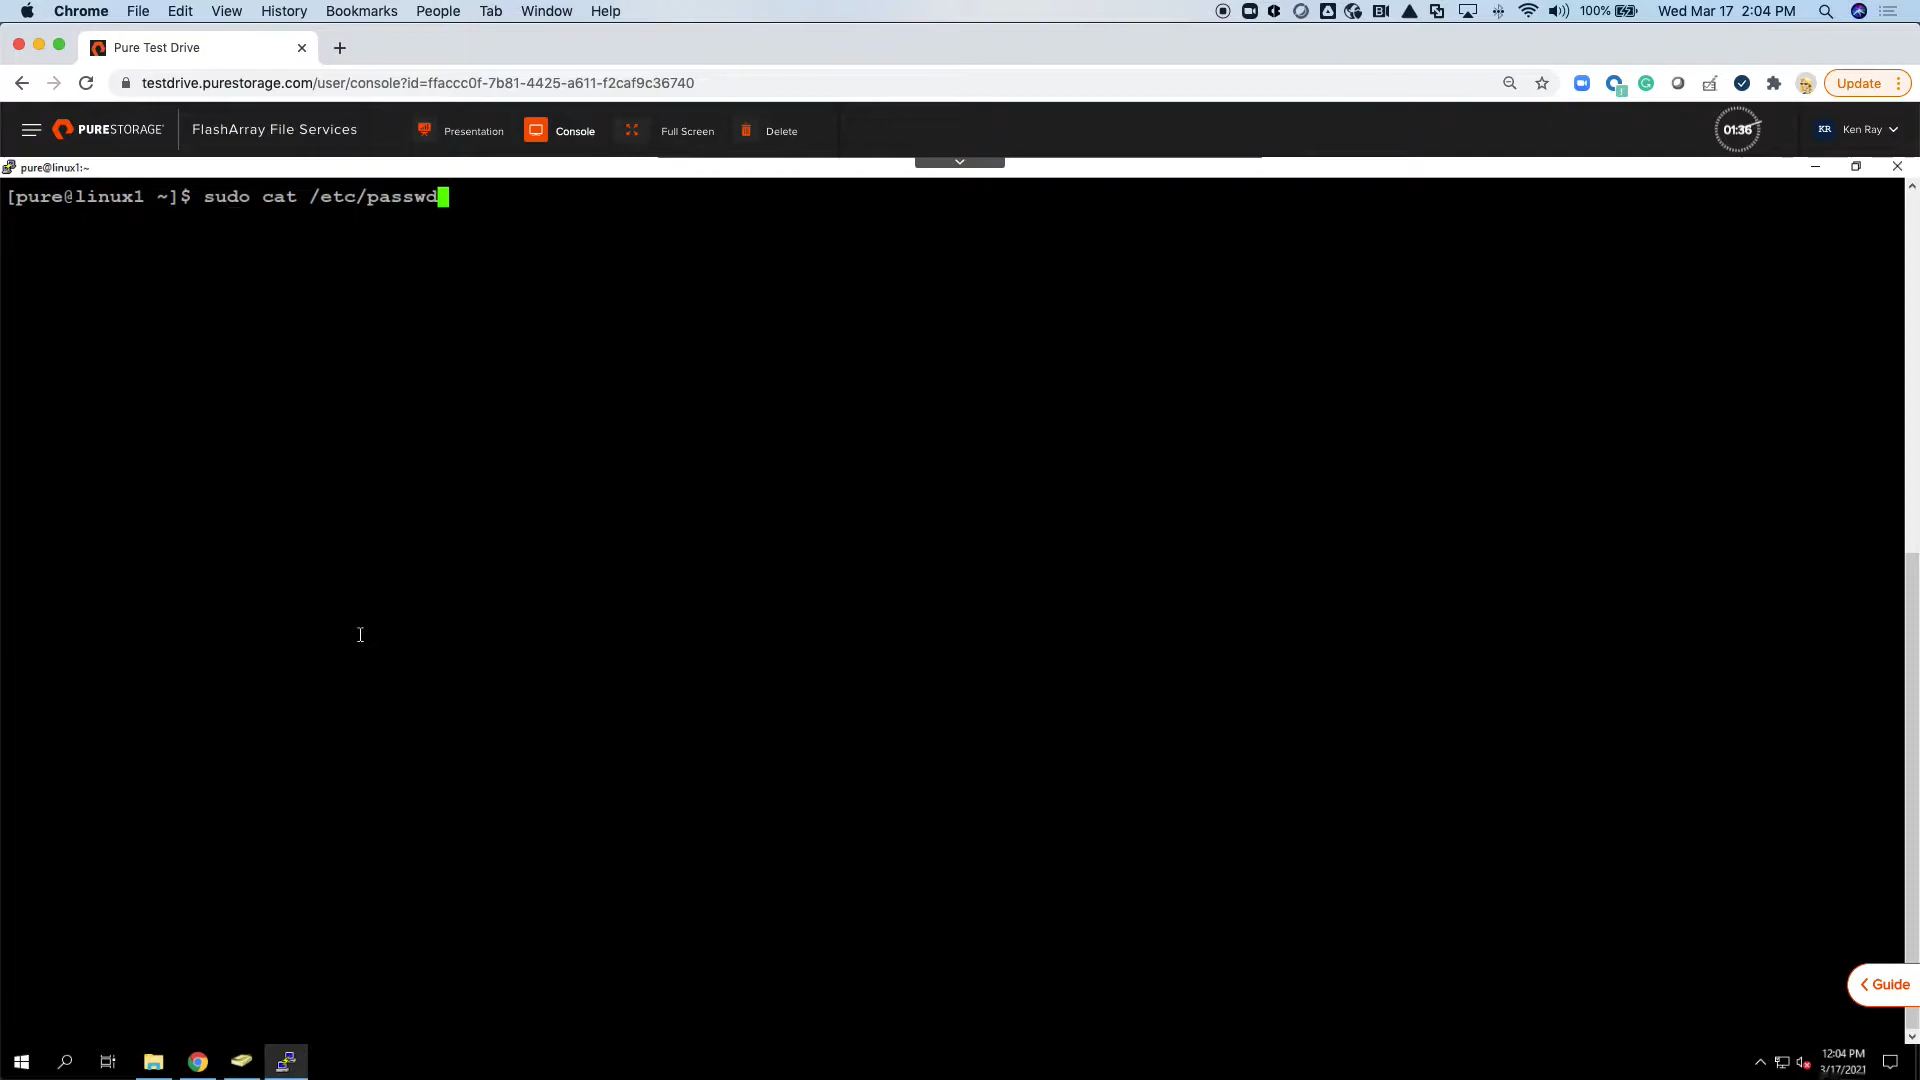 Chrome File Edit View History Bookmarks People Tab Window Help 100% Wed Mar 17 2:04 PM
Pure Test Drive
testdrive.purestorage.com/user/console?id=ffaccc0f-7b81-4425-a611-f2caf9c36740 Update
PURESTORAGE® FlashArray File Services Presentation Console Full Screen Delete 01:36 KR Ken Ray
pure@linux1:~
[pure@linux1 ~]$ sudo cat /etc/passwd
Guide
12:04 PM
3/17/2021